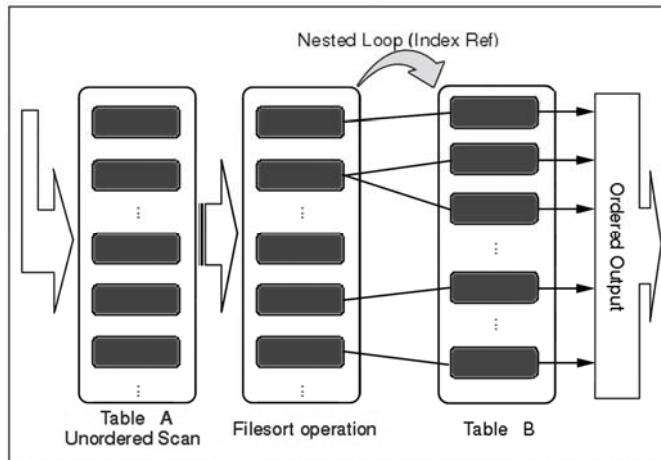 Nested Loop (Index Ref)
Ordered Output
Table A
Unordered Scan
Filesort operation
Table B